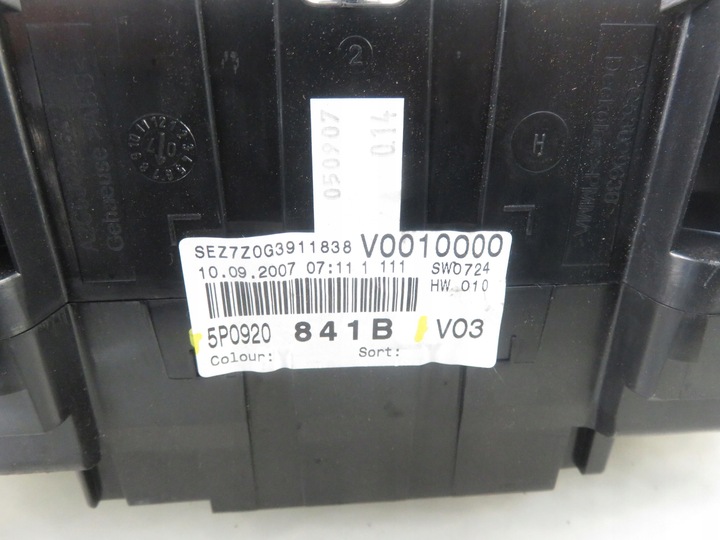 2
H
050907
014
SEZ7Z0G3911838 V0010000
10.09.2007 07:11 1 111 SW0724
HW 010
5P0920 841B V03
Colour: Sort: